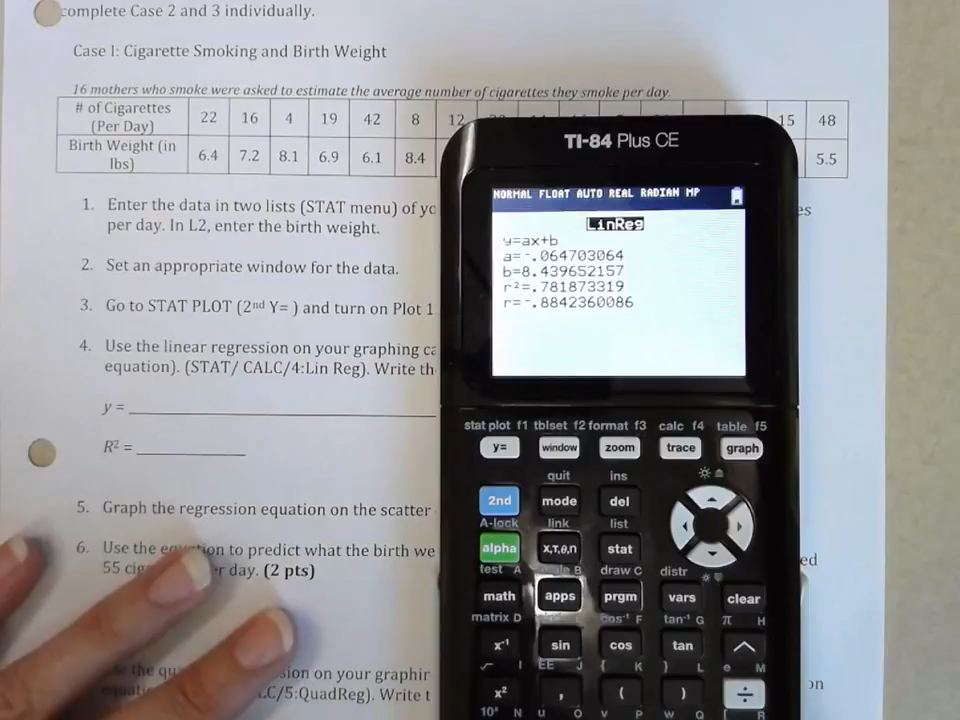 complete Case 2 and 3 individually.
Case I: Cigarette Smoking and Birth Weight
16 mothers who smoke were asked to estimate the average number of cigarettes they smoke per day.
# of Cigarettes (Per Day) 22 16 4 19 42 8 12 15 48
Birth Weight (in lbs) 6.4 7.2 8.1 6.9 6.1 8.4 5.5
1. Enter the data in two lists (STAT menu) of
per day. In L2, enter the birth weight.
2. Set an appropriate window for the data.
3. Go to STAT PLOT (2nd Y= ) and turn on Plot 1
4. Use the linear regression on your graphing
equation). (STAT/ CALC/4:Lin Reg). Write
y =
R² =
5. Graph the regression equation on the scatter
6. Use the to predict what the birth
55 day. (2 pts)
on your
/5:QuadReg). Write
TI-84 Plus CE
NORMAL FLOAT AUTO REAL RADIAN MP
LinReg
y=ax+b
a=-.064703064
b=8.439652157
r²=.781873319
r=-.8842360086
stat plot f1 tblset f2 format f3 calc f4 table f5
y= window zoom trace graph
quit ins
2nd mode del
A-lock link list
alpha X,T,θ,n stat
test A B draw C distr
math apps prgm vars clear
matrix D cos⁻¹ F tan⁻¹ G π H
x⁻¹ sin cos tan ^
√ I EE J { K } L e M
x² , ( ) ÷
10ˣ N u O v P w Q [ R